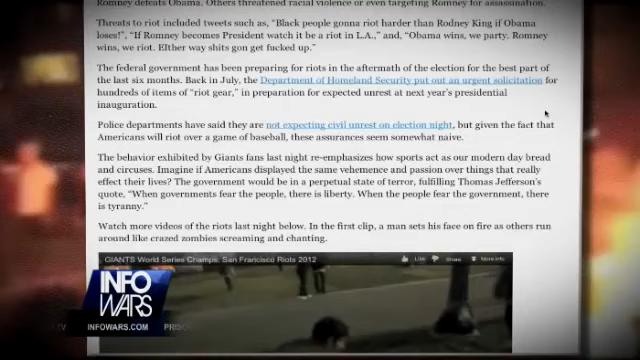 Romney defeats Obama. Others threatened racial violence or even targeting Romney for assassination.
Threats to riot included tweets such as, “Black people gonna riot harder than Rodney King if Obama
loses!”, “If Romney becomes President watch it be a riot in L.A.,” and, “Obama wins, we party. Romney
wins, we riot. EIther way shits gon get fucked up.”
The federal government has been preparing for riots in the aftermath of the election for the best part of
the last six months. Back in July, the Department of Homeland Security put out an urgent solicitation for
hundreds of items of “riot gear,” in preparation for expected unrest at next year’s presidential
inauguration.
Police departments have said they are not expecting civil unrest on election night, but given the fact that
Americans will riot over a game of baseball, these assurances seem somewhat naive.
The behavior exhibited by Giants fans last night re-emphasizes how sports act as our modern day bread
and circuses. Imagine if Americans displayed the same vehemence and passion over things that really
effect their lives? The government would be in a perpetual state of terror, fulfilling Thomas Jefferson’s
quote, “When governments fear the people, there is liberty. When the people fear the government, there
is tyranny.”
Watch more videos of the riots last night below. In the first clip, a man sets his face on fire as others run
around like crazed zombies screaming and chanting.
GIANTS World Series Champs. San Francisco Riots 2012
Like Share More info
INFO
WARS
INFOWARS.COM